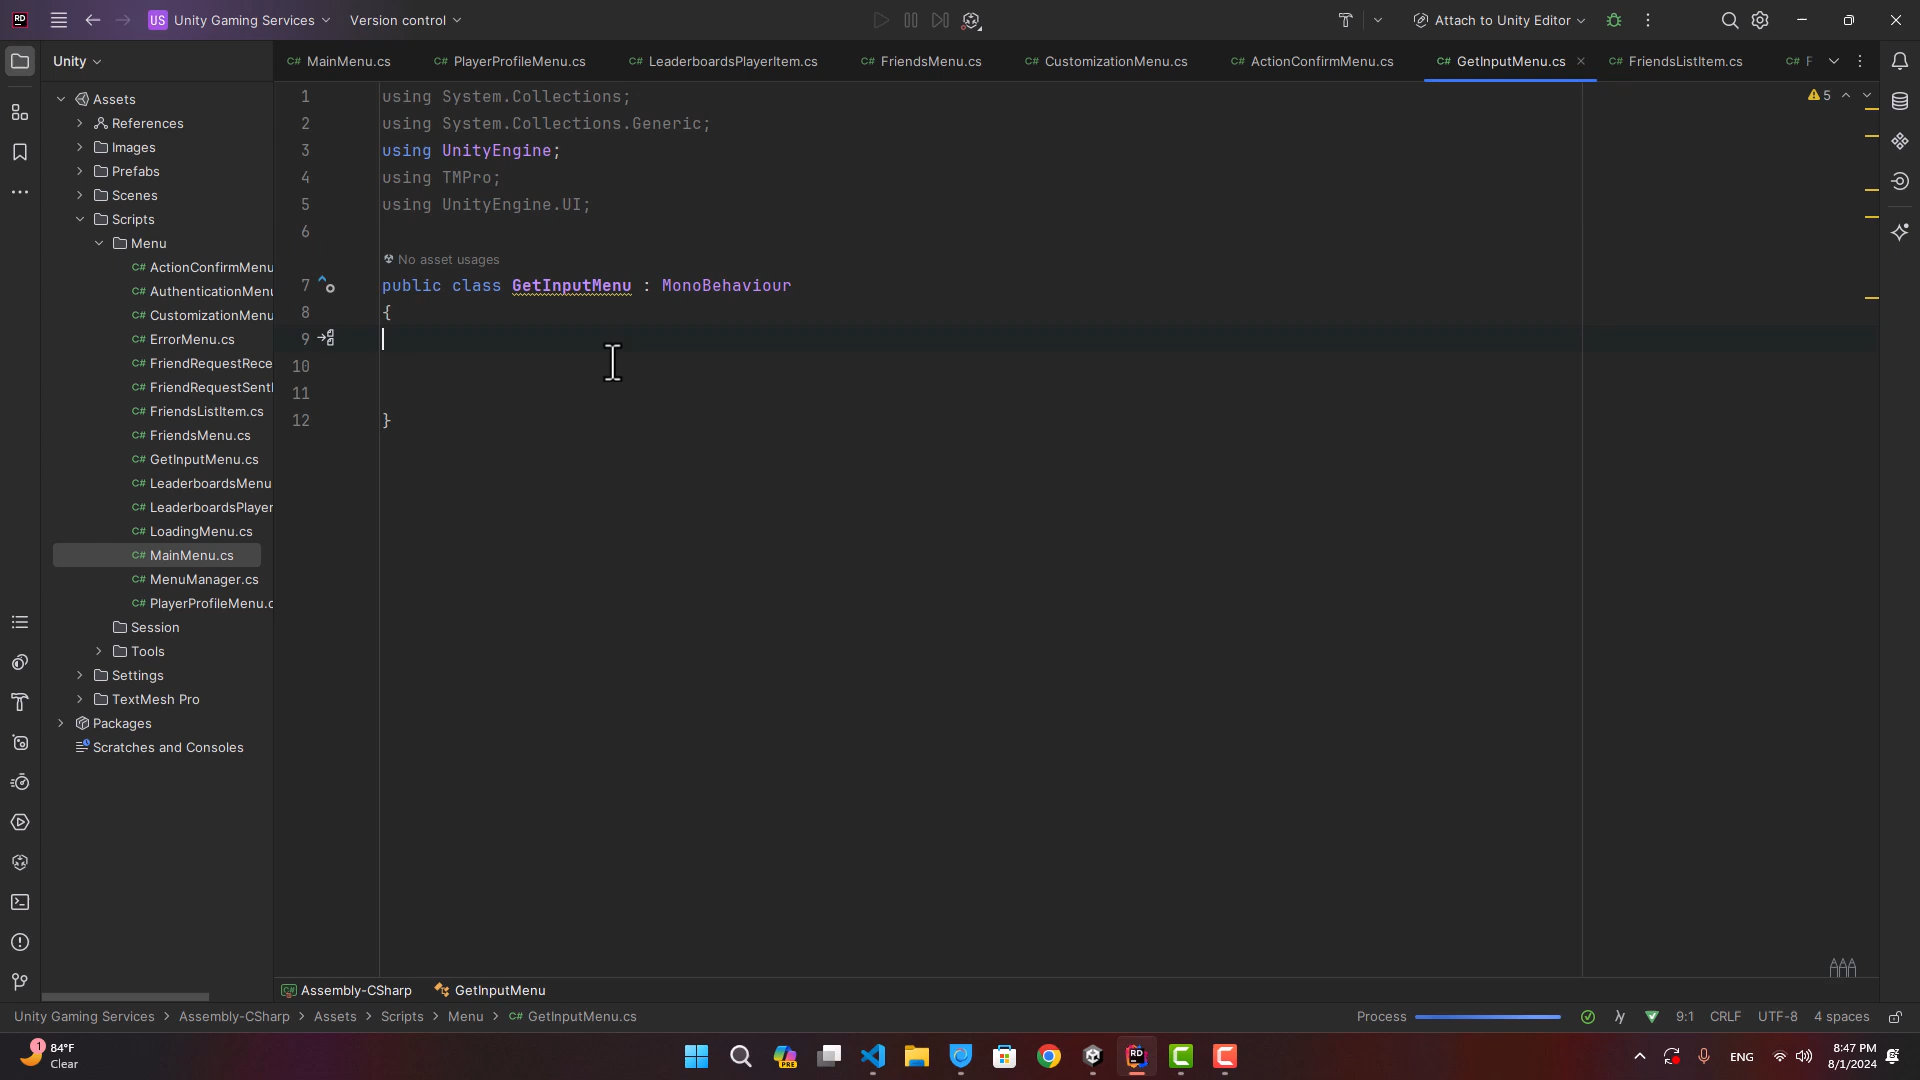 RD
US Unity Gaming Services
Version control
Attach to Unity Editor
Unity
C# MainMenu.cs
C# PlayerProfileMenu.cs
C# LeaderboardsPlayerItem.cs
C# FriendsMenu.cs
C# CustomizationMenu.cs
C# ActionConfirmMenu.cs
C# GetInputMenu.cs
C# FriendsListItem.cs
C# F
Assets
References
Images
Prefabs
Scenes
Scripts
Menu
C# ActionConfirmMenu
C# AuthenticationMenu
C# CustomizationMenu
C# ErrorMenu.cs
C# FriendRequestRece
C# FriendRequestSentI
C# FriendsListItem.cs
C# FriendsMenu.cs
C# GetInputMenu.cs
C# LeaderboardsMenu
C# LeaderboardsPlayer
C# LoadingMenu.cs
C# MainMenu.cs
C# MenuManager.cs
C# PlayerProfileMenu.c
Session
Tools
Settings
TextMesh Pro
Packages
Scratches and Consoles
5
1 using System.Collections;
2 using System.Collections.Generic;
3 using UnityEngine;
4 using TMPro;
5 using UnityEngine.UI;
6
No asset usages
7 public class GetInputMenu : MonoBehaviour
8 {
9
10
11
12 }
C# Assembly-CSharp
GetInputMenu
Unity Gaming Services > Assembly-CSharp > Assets > Scripts > Menu > C# GetInputMenu.cs
Process
9:1
CRLF
UTF-8
4 spaces
1
84°F
Clear
PRE
RD
ENG
8:47 PM
8/1/2024